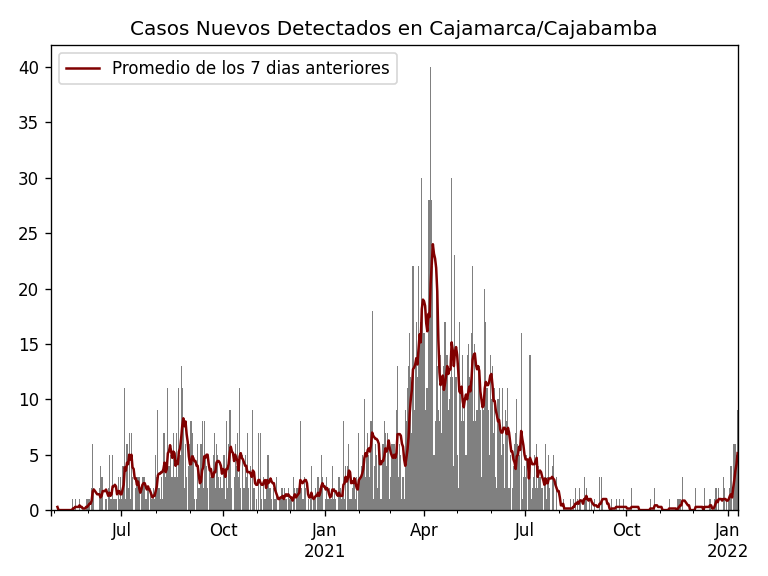 Casos Nuevos Detectados en Cajamarca/Cajabamba
Promedio de los 7 dias anteriores
40
35
30
25
20
15
10
5
0
Jul
Oct
Jan
2021
Apr
Jul
Oct
Jan
2022